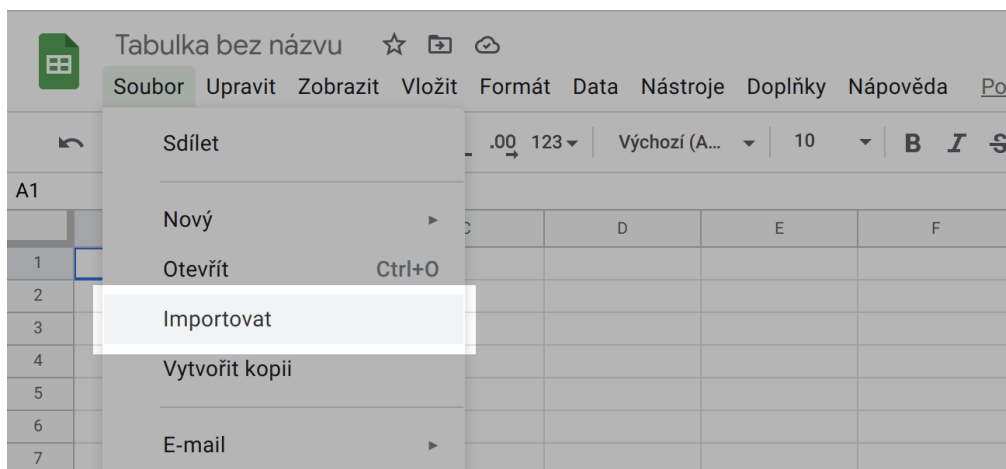 Tabulka bez názvu
Soubor Upravit Zobrazit Vložit Formát Data Nástroje Doplňky Nápověda Po
Sdílet .00 123 Výchozí (A... 10 B I S
A1
Nový
C D E F
1
Otevřít Ctrl+O
2
Importovat
3
4
Vytvořit kopii
5
6
E-mail
7